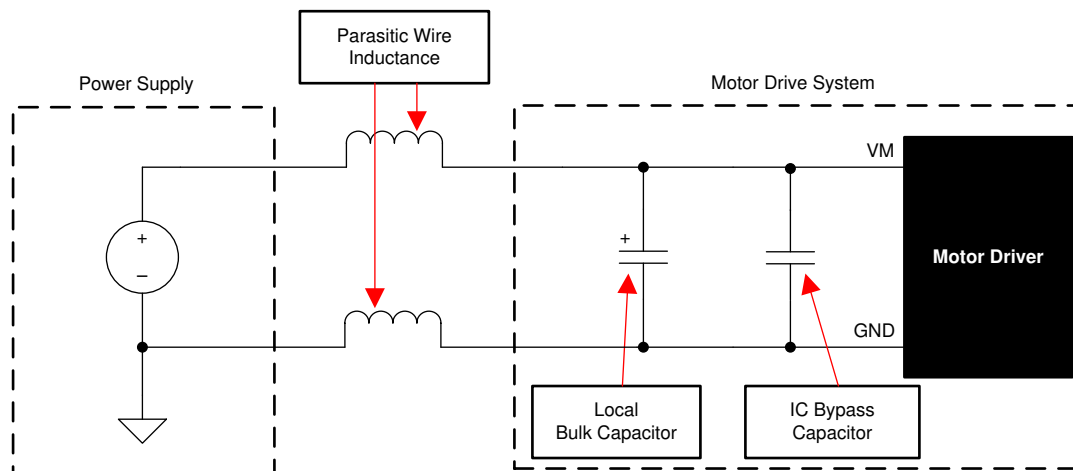 Parasitic Wire
Inductance
Power Supply
Motor Drive System
VM
+
–
+
Motor Driver
GND
Local
Bulk Capacitor
IC Bypass
Capacitor